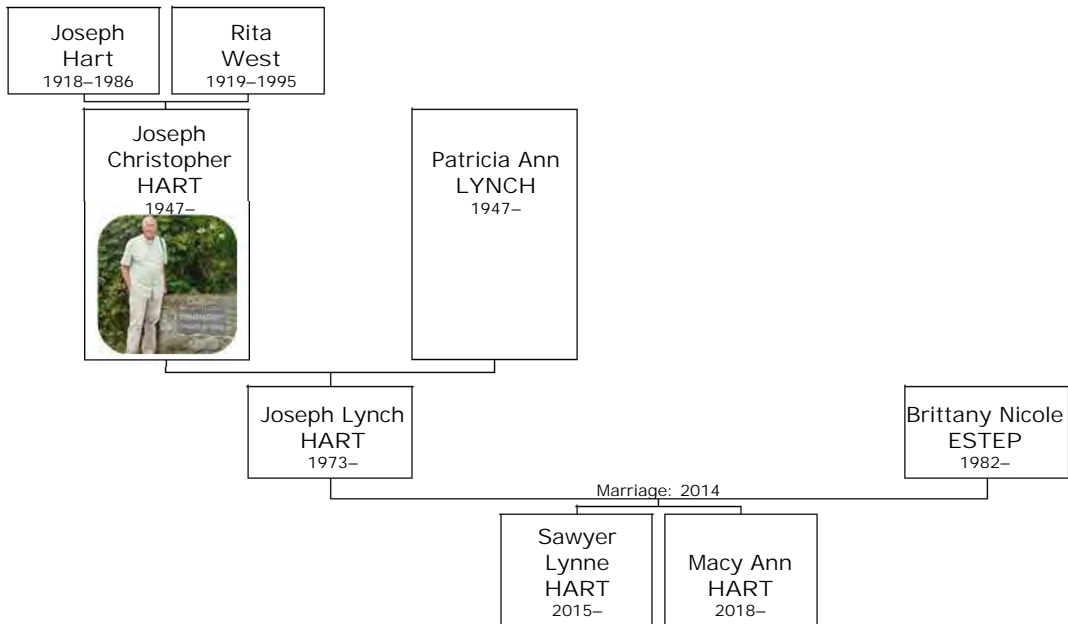 Joseph
Hart
1918–1986
Rita
West
1919–1995
Joseph
Christopher
HART
1947–
Patricia Ann
LYNCH
1947–
Joseph Lynch
HART
1973–
Brittany Nicole
ESTEP
1982–
Marriage: 2014
Sawyer
Lynne
HART
2015–
Macy Ann
HART
2018–